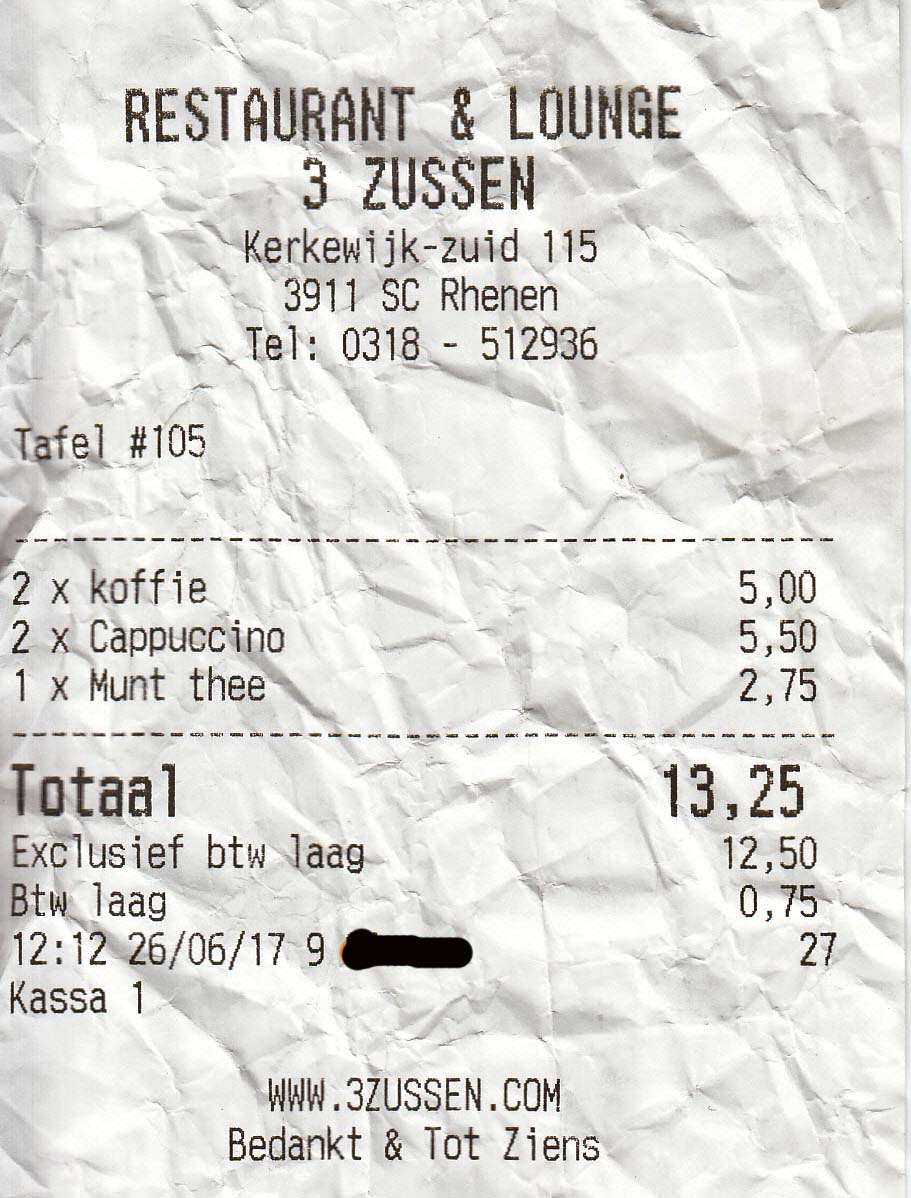 RESTAURANT & LOUNGE
3 ZUSSEN
Kerkewijk-zuid 115
3911 SC Rhenen
Tel: 0318 - 512936
Tafel #105
2 x koffie 5,00
2 x Cappuccino 5,50
1 x Munt thee 2,75
Totaal 13,25
Exclusief btw laag 12,50
Btw laag 0,75
12:12 26/06/17 9 27
Kassa 1
WWW.3ZUSSEN.COM
Bedankt & Tot Ziens